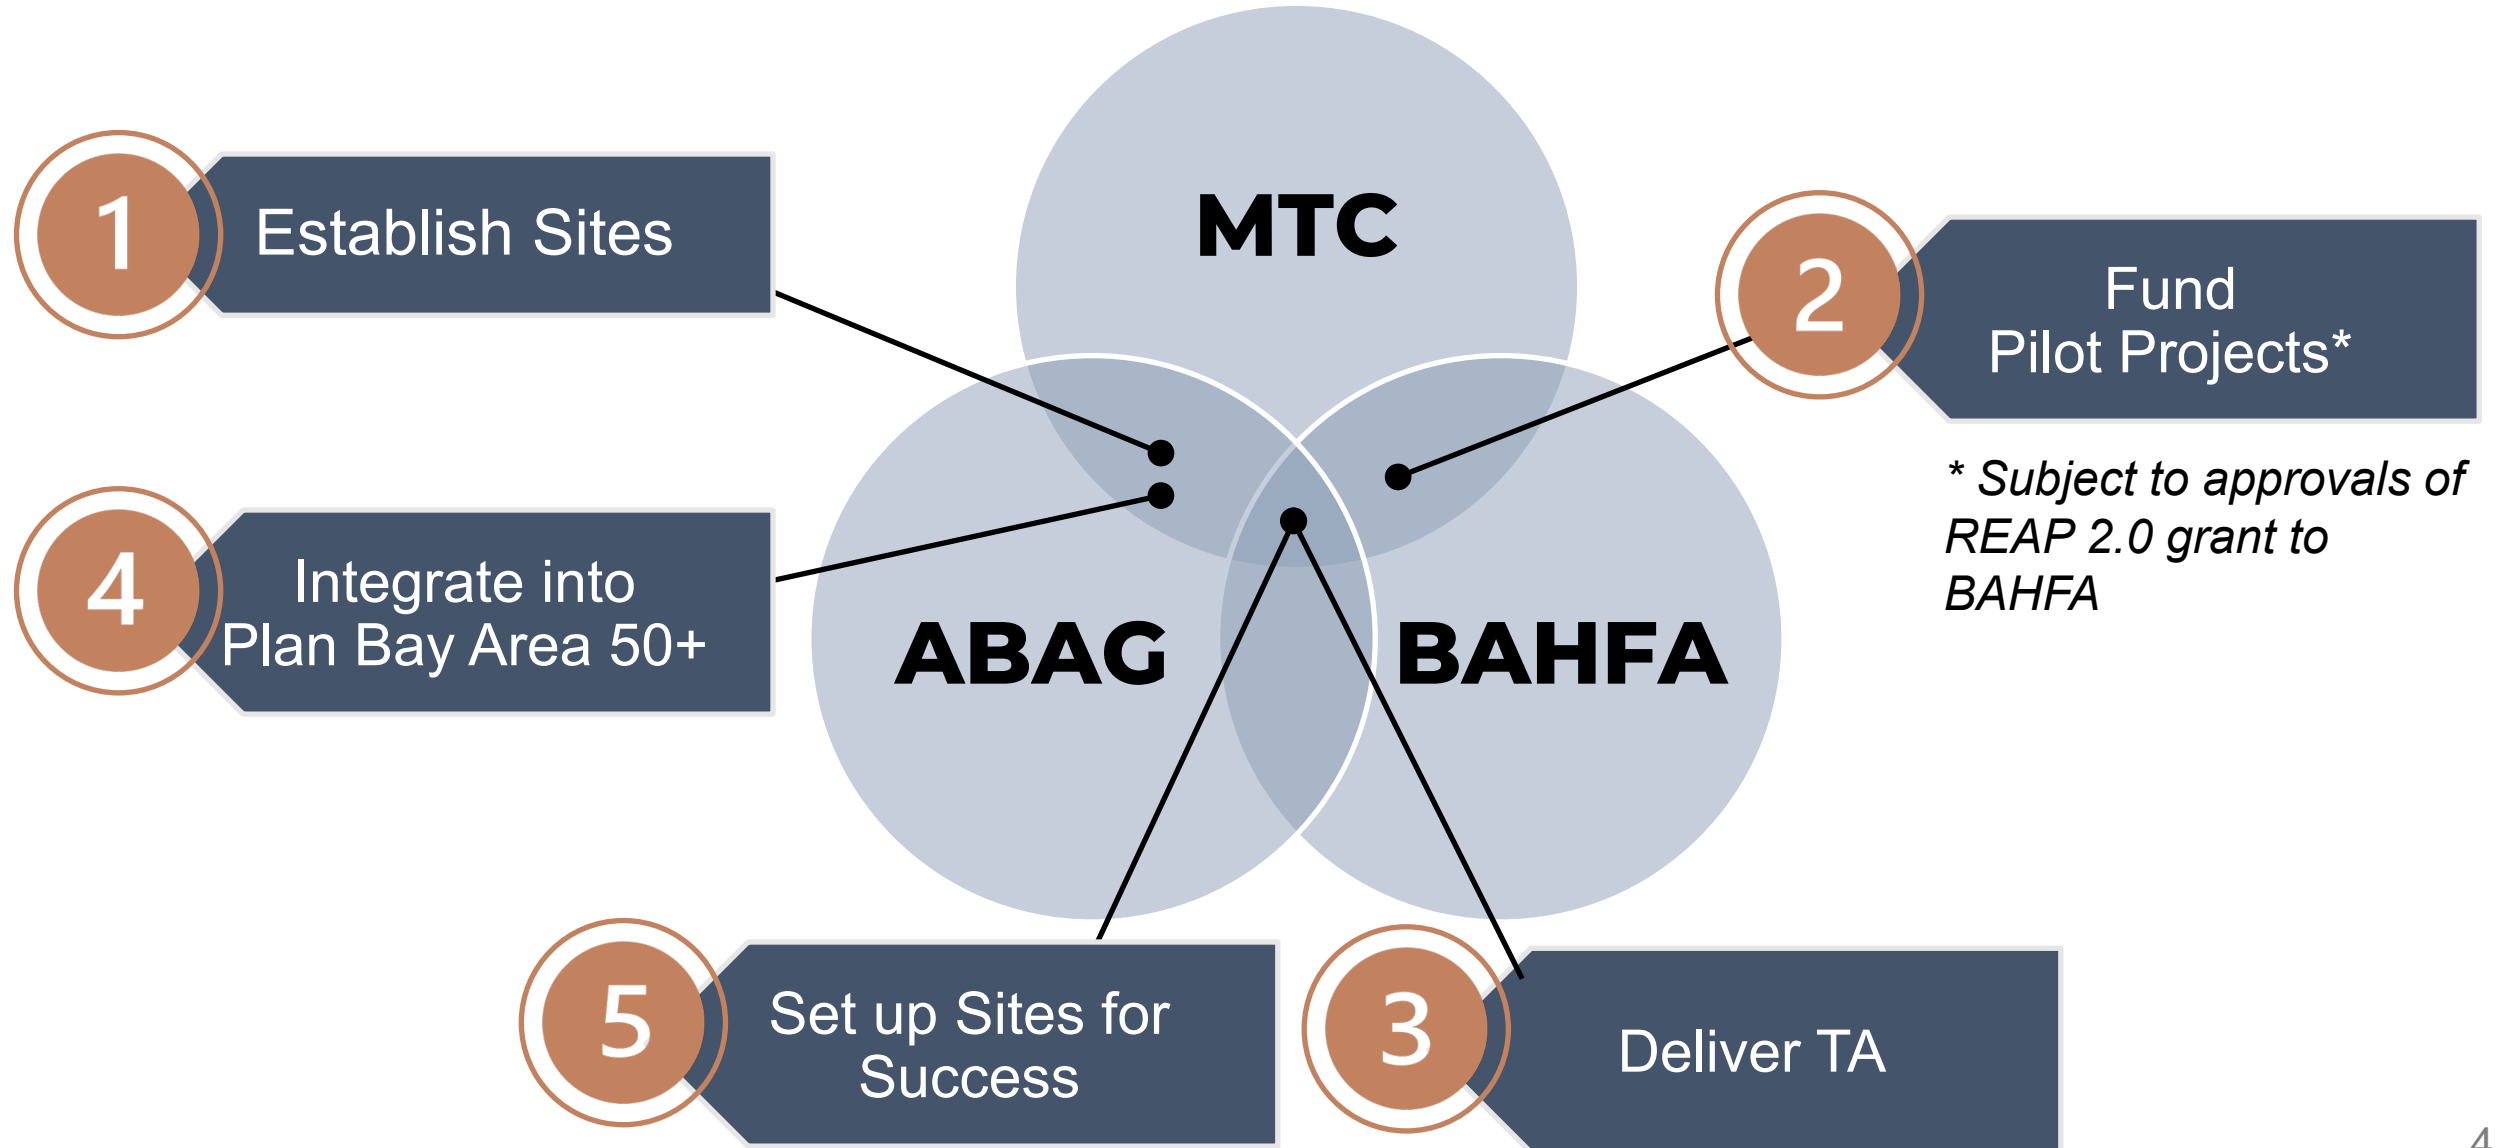 MTC
1
Establish Sites
2
Fund
Pilot Projects*
* Subject to approvals of
REAP 2.0 grant to
BAHFA
4
Integrate into
Plan Bay Area 50+
ABAG
BAHFA
5
Set up Sites for
Success
3
Deliver TA
4